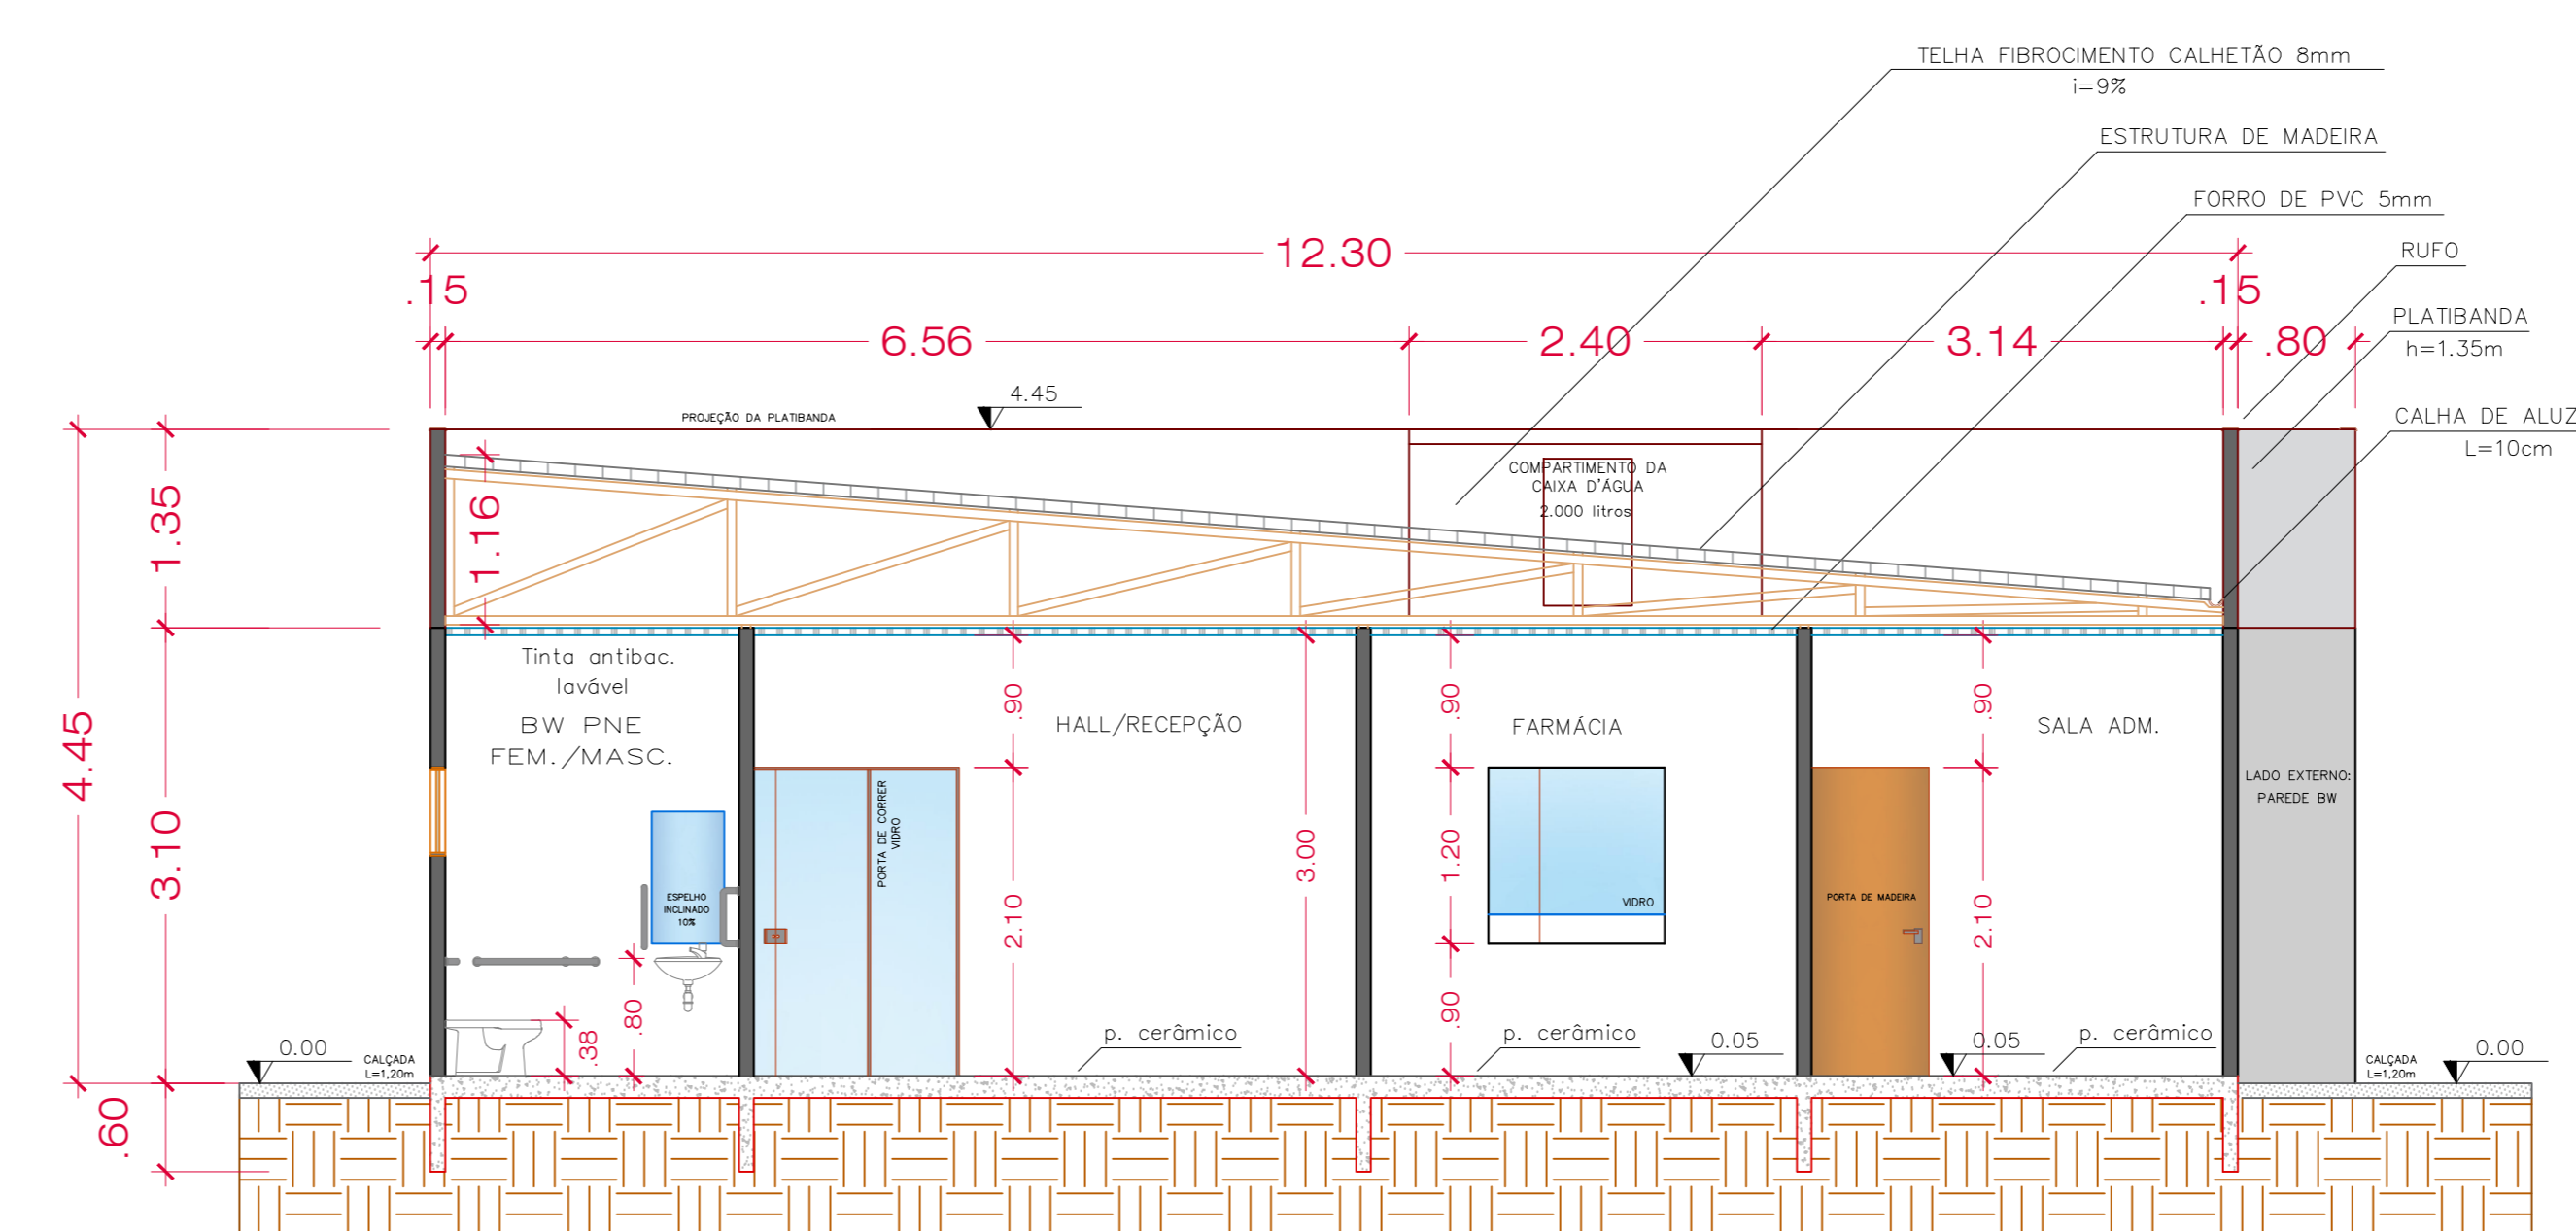 TELHA FIBROCIMENTO CALHETÃO 8mm
i=9%
ESTRUTURA DE MADEIRA
FORRO DE PVC 5mm
RUFO
12.30
.15
.15
PLATIBANDA
h=1.35m
6.56
2.40
3.14
.80
4.45
PROJEÇÃO DA PLATIBANDA
CALHA DE ALUZ
L=10cm
COMPARTIMENTO DA
CAIXA D'ÁGUA
2.000 litros
1.35
1.16
Tinta antibac.
lavável
BW PNE
FEM./MASC.
.90
HALL/RECEPÇÃO
.90
FARMÁCIA
.90
SALA ADM.
4.45
3.10
PORTA DE CORRER
VIDRO
3.00
1.20
LADO EXTERNO:
PAREDE BW
ESPELHO
INCLINADO
10%
2.10
VIDRO
PORTA DE MADEIRA
2.10
.38
.80
.90
0.00
CALÇADA
L=1,20m
p. cerâmico
p. cerâmico
0.05
0.05
p. cerâmico
CALÇADA
L=1,20m
0.00
.60